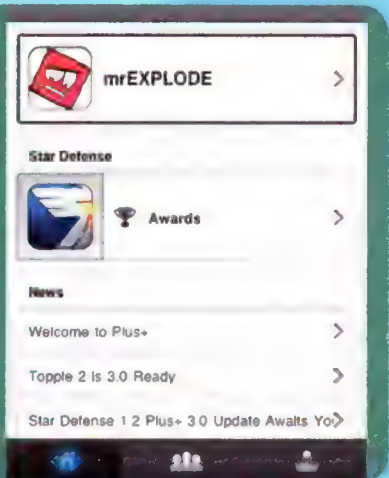 mrEXPLODE
Star Defense
Awards
News
Welcome to Plus+
Topple 2 Is 3.0 Ready
Star Defense 1 2 Plus+ 3 0 Update Awaits You